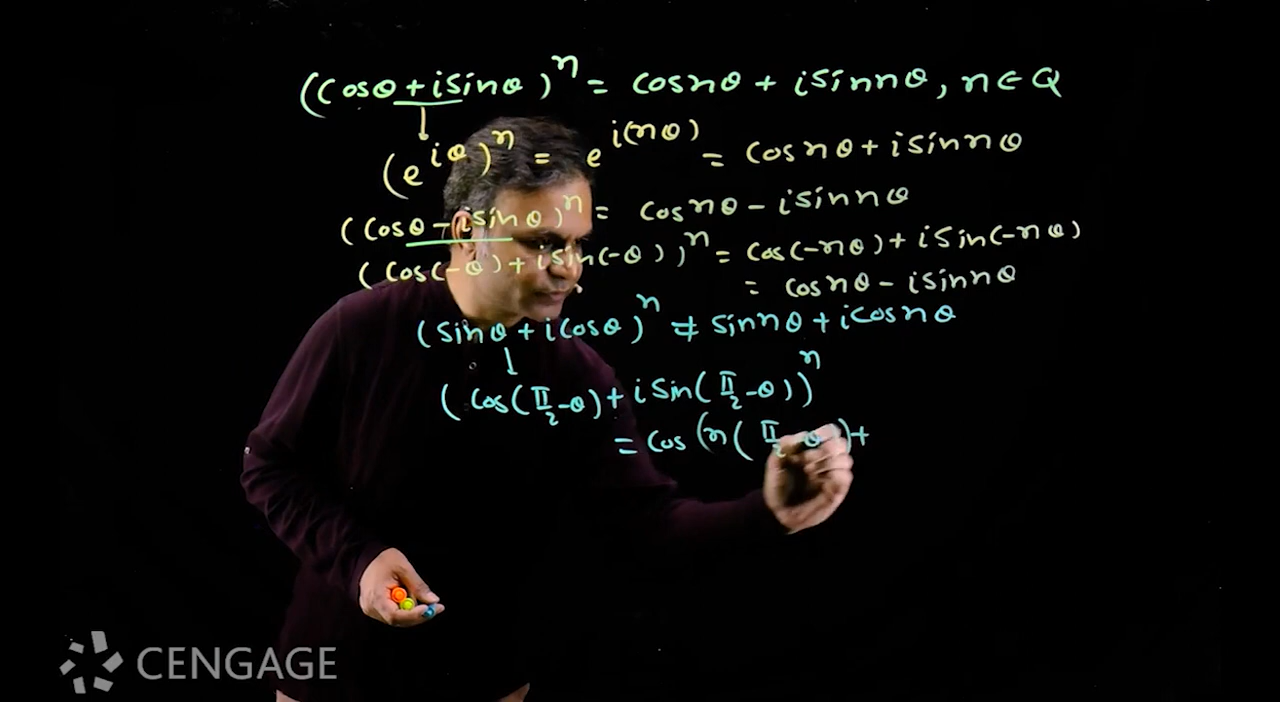 (Cosθ + iSinθ)^n = cosnθ + iSinnθ, n∈Q
↓
(e^iθ)^n = e^i(nθ) = Cosnθ + isinnθ
(Cosθ - isinθ)^n = cosnθ - isinnθ
(Cos(-θ) + isin(-θ))^n = Cos(-nθ) + iSin(-nθ)
= cosnθ - isinnθ
(Sinθ + iCosθ)^n ≠ Sinnθ + icosnθ
↓
(Cos(π/2-θ) + iSin(π/2-θ))^n
= Cos(n(π/2-θ)) +
CENGAGE